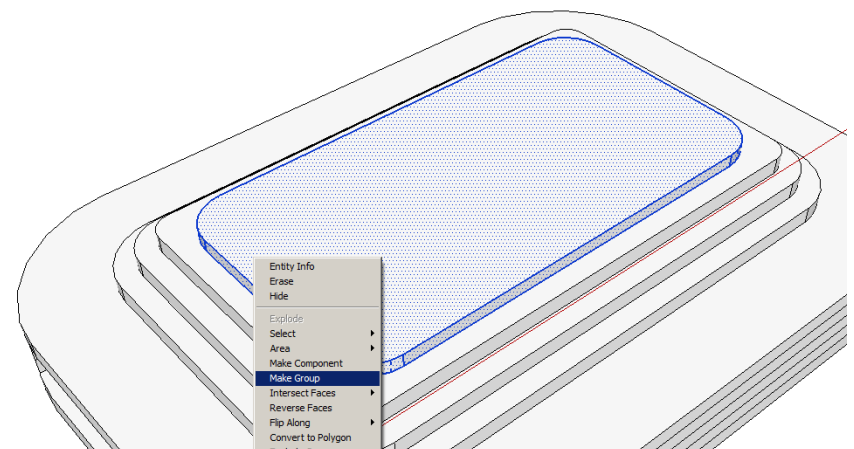 Entity Info
Erase
Hide
Explode
Select
Area
Make Component
Make Group
Intersect Faces
Reverse Faces
Flip Along
Convert to Polygon